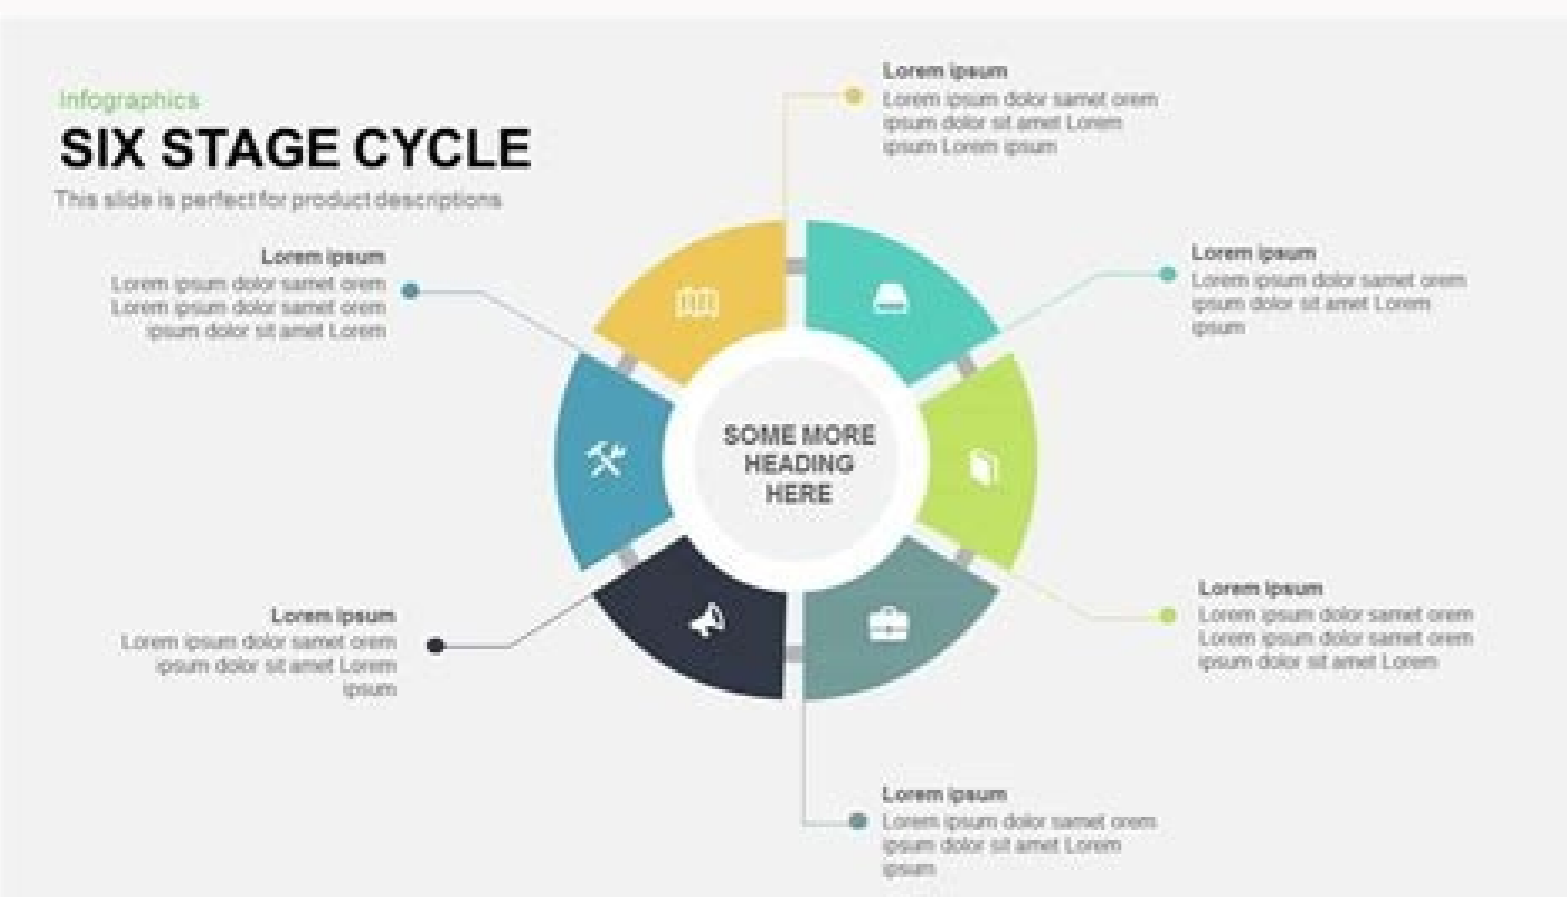 Infographics
SIX STAGE CYCLE
This slide is perfect for product descriptions
Lorem ipsum
Lorem ipsum dolor samet orem
ipsum dolor sit amet Lorem
ipsum Lorem ipsum
Lorem ipsum
Lorem ipsum dolor samet orem
ipsum dolor sit amet Lorem
ipsum
Lorem ipsum
Lorem ipsum dolor samet orem
Lorem ipsum dolor samet orem
ipsum dolor sit amet Lorem
Lorem ipsum
Lorem ipsum dolor samet orem
ipsum dolor sit amet Lorem
ipsum
Lorem ipsum
Lorem ipsum dolor samet orem
ipsum dolor sit amet Lorem
ipsum
Lorem ipsum
Lorem ipsum dolor samet orem
Lorem ipsum dolor samet orem
ipsum dolor sit amet Lorem
SOME MORE
HEADING
HERE